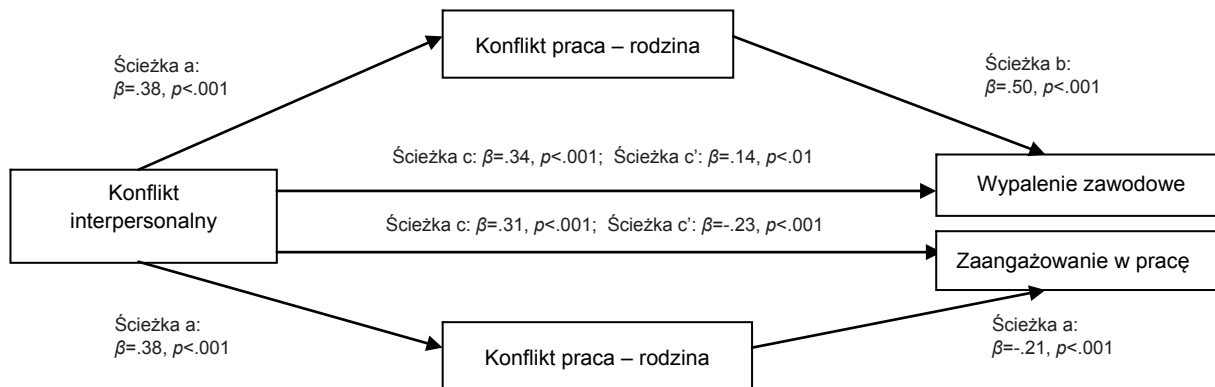 Konflikt praca – rodzina
Ścieżka a:
β=.38, p<.001
Ścieżka b:
β=.50, p<.001
Ścieżka c: β=.34, p<.001; Ścieżka c’: β=.14, p<.01
Konflikt
interpersonalny
Wypalenie zawodowe
Ścieżka c: β=.31, p<.001; Ścieżka c’: β=-.23, p<.001
Zaangażowanie w pracę
Ścieżka a:
β=.38, p<.001
Konflikt praca – rodzina
Ścieżka a:
β=-.21, p<.001